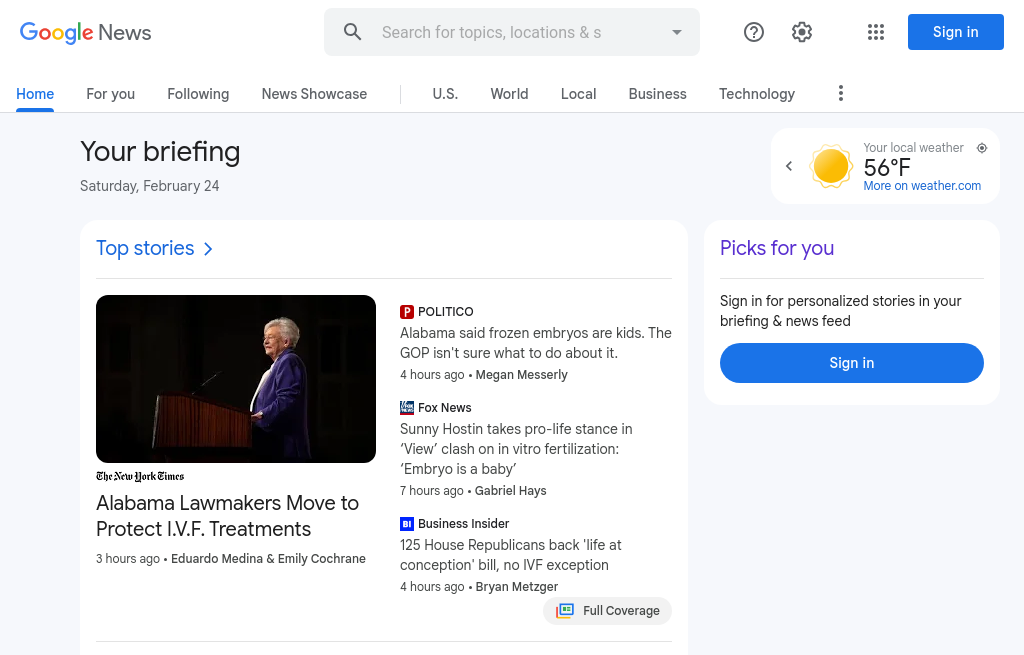 Google News
Search for topics, locations & s
Sign in
Home
For you
Following
News Showcase
U.S.
World
Local
Business
Technology
Your briefing
Saturday, February 24
Your local weather
56°F
More on weather.com
Top stories
The New York Times
Alabama Lawmakers Move to
Protect I.V.F. Treatments
3 hours ago • Eduardo Medina & Emily Cochrane
P POLITICO
Alabama said frozen embryos are kids. The
GOP isn't sure what to do about it.
4 hours ago • Megan Messerly
FOX NEWS Fox News
Sunny Hostin takes pro-life stance in
‘View’ clash on in vitro fertilization:
‘Embryo is a baby’
7 hours ago • Gabriel Hays
BI Business Insider
125 House Republicans back 'life at
conception' bill, no IVF exception
4 hours ago • Bryan Metzger
Full Coverage
Picks for you
Sign in for personalized stories in your
briefing & news feed
Sign in